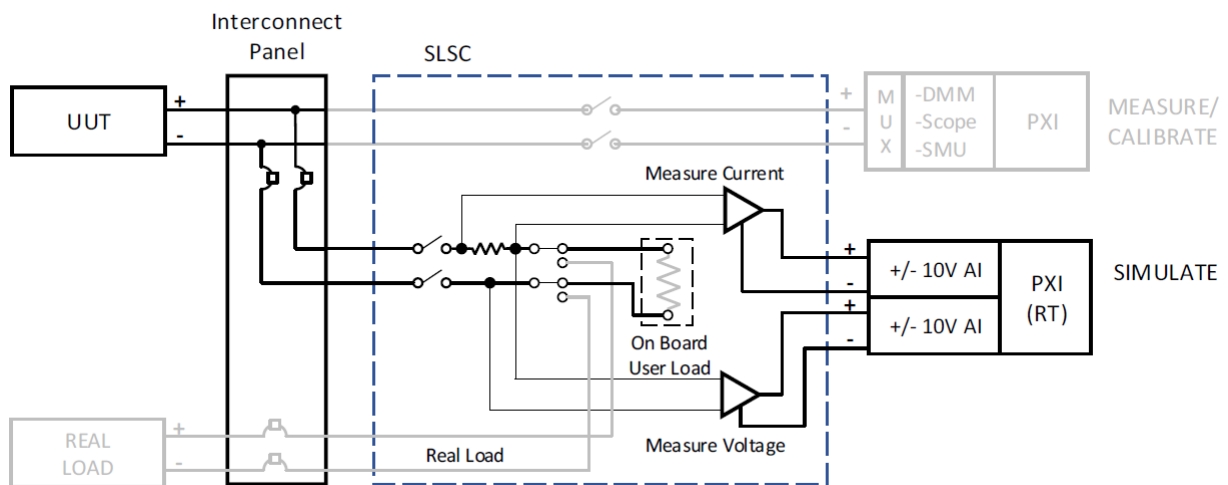 Interconnect
Panel
SLSC
UUT
+
-
+
-
M
U
X
-DMM
-Scope
-SMU
PXI
MEASURE/
CALIBRATE
Measure Current
+
-
+/- 10V AI
+
-
+/- 10V AI
PXI
(RT)
SIMULATE
On Board
User Load
Measure Voltage
Real Load
REAL
LOAD
+
-